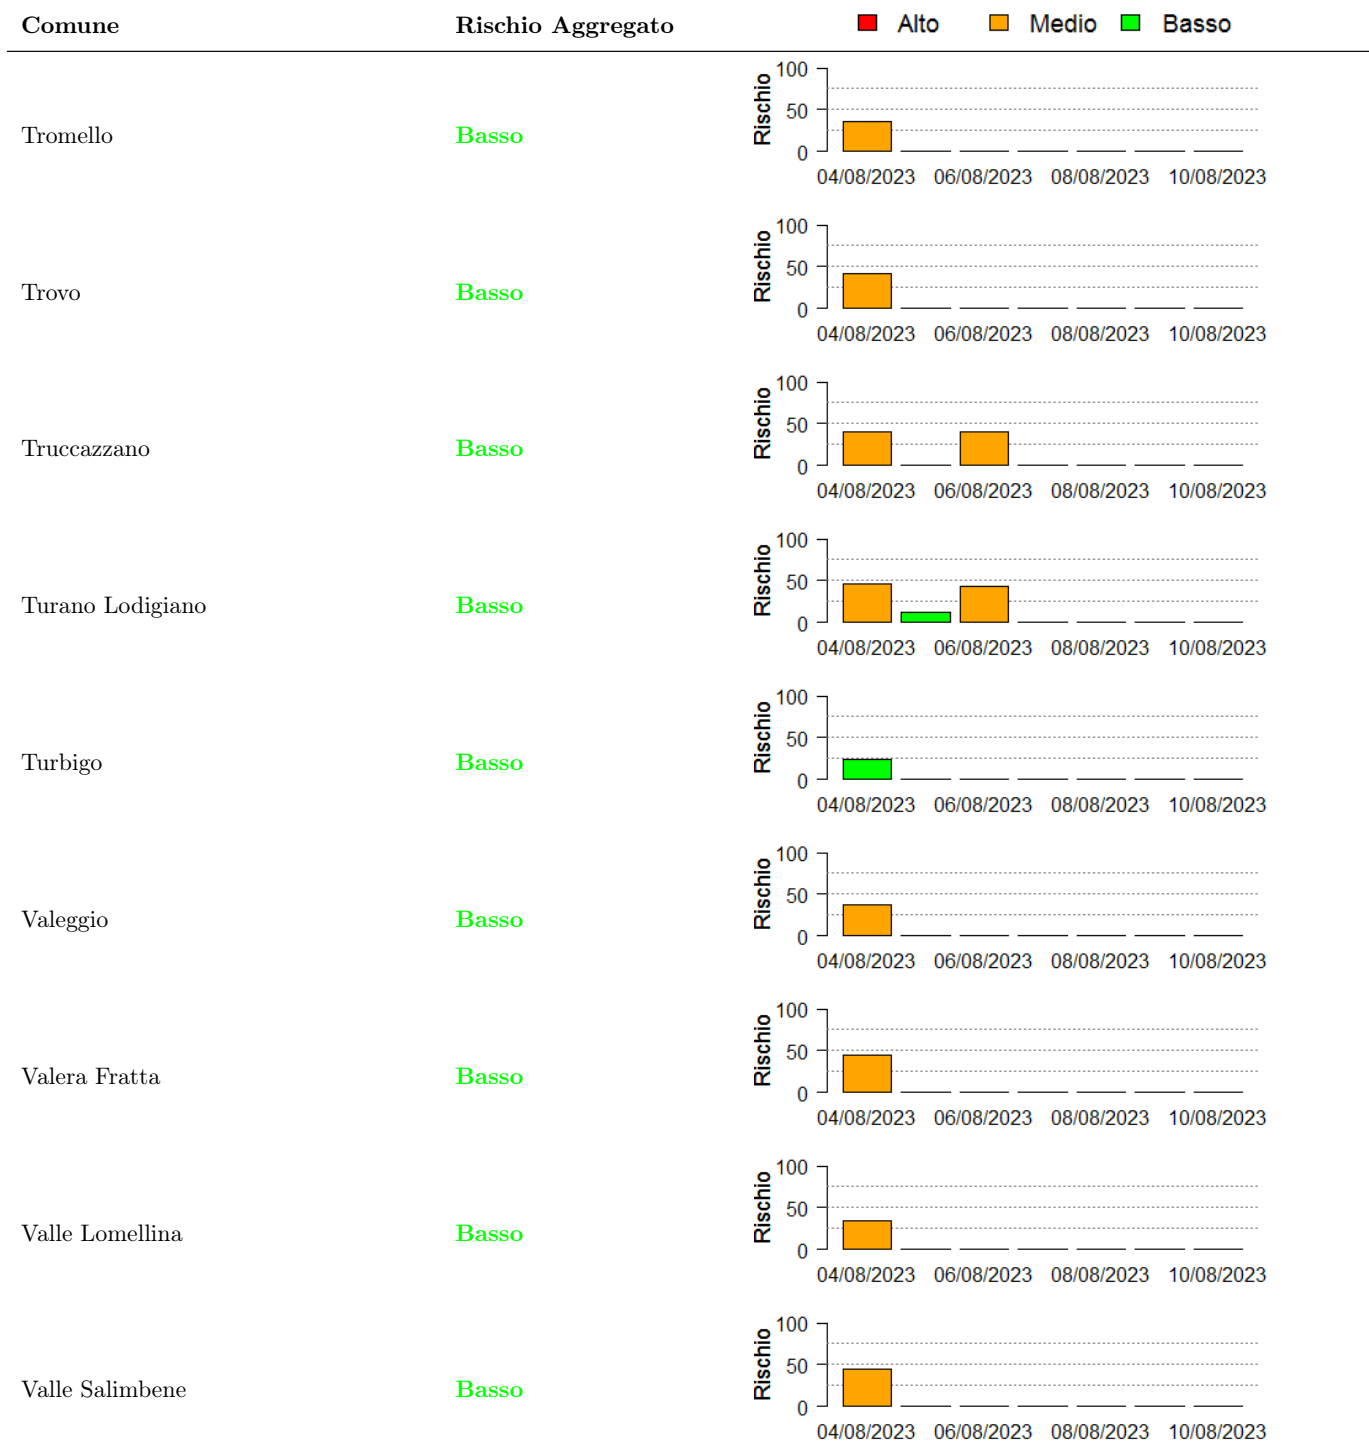 Comune Rischio Aggregato Alto Medio Basso
100
50
0
Rischio
Tromello Basso
04/08/2023 06/08/2023 08/08/2023 10/08/2023
100
50
0
Rischio
Trovo Basso
04/08/2023 06/08/2023 08/08/2023 10/08/2023
100
50
0
Rischio
Truccazzano Basso
04/08/2023 06/08/2023 08/08/2023 10/08/2023
100
50
0
Rischio
Turano Lodigiano Basso
04/08/2023 06/08/2023 08/08/2023 10/08/2023
100
50
0
Rischio
Turbigo Basso
04/08/2023 06/08/2023 08/08/2023 10/08/2023
100
50
0
Rischio
Valeggio Basso
04/08/2023 06/08/2023 08/08/2023 10/08/2023
100
50
0
Rischio
Valera Fratta Basso
04/08/2023 06/08/2023 08/08/2023 10/08/2023
100
50
0
Rischio
Valle Lomellina Basso
04/08/2023 06/08/2023 08/08/2023 10/08/2023
100
50
0
Rischio
Valle Salimbene Basso
04/08/2023 06/08/2023 08/08/2023 10/08/2023